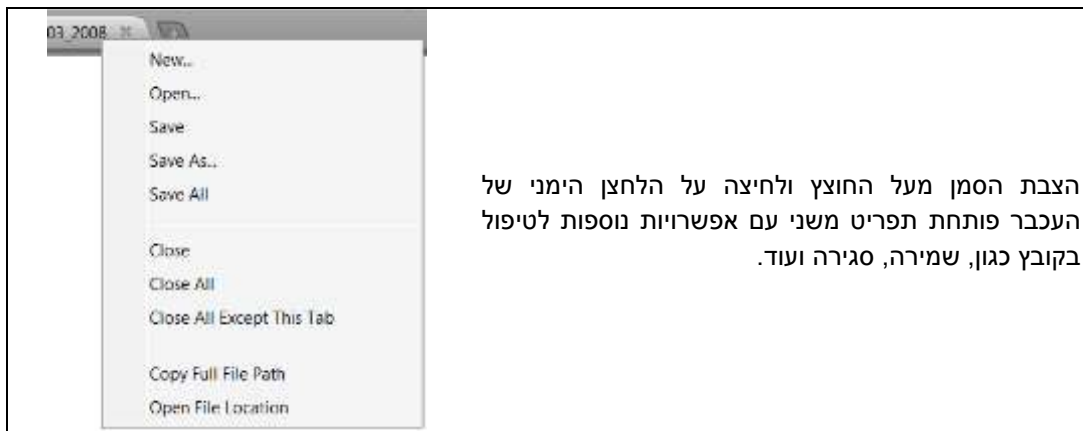 03_2008
New...
Open...
Save
Save As...
Save All
Close
Close All
Close All Except This Tab
Copy Full File Path
Open File Location
הצבת הסמן מעל החוצץ ולחיצה על הלחצן הימני של
העכבר פותחת תפריט משני עם אפשרויות נוספות לטיפול
בקובץ כגון, שמירה, סגירה ועוד.